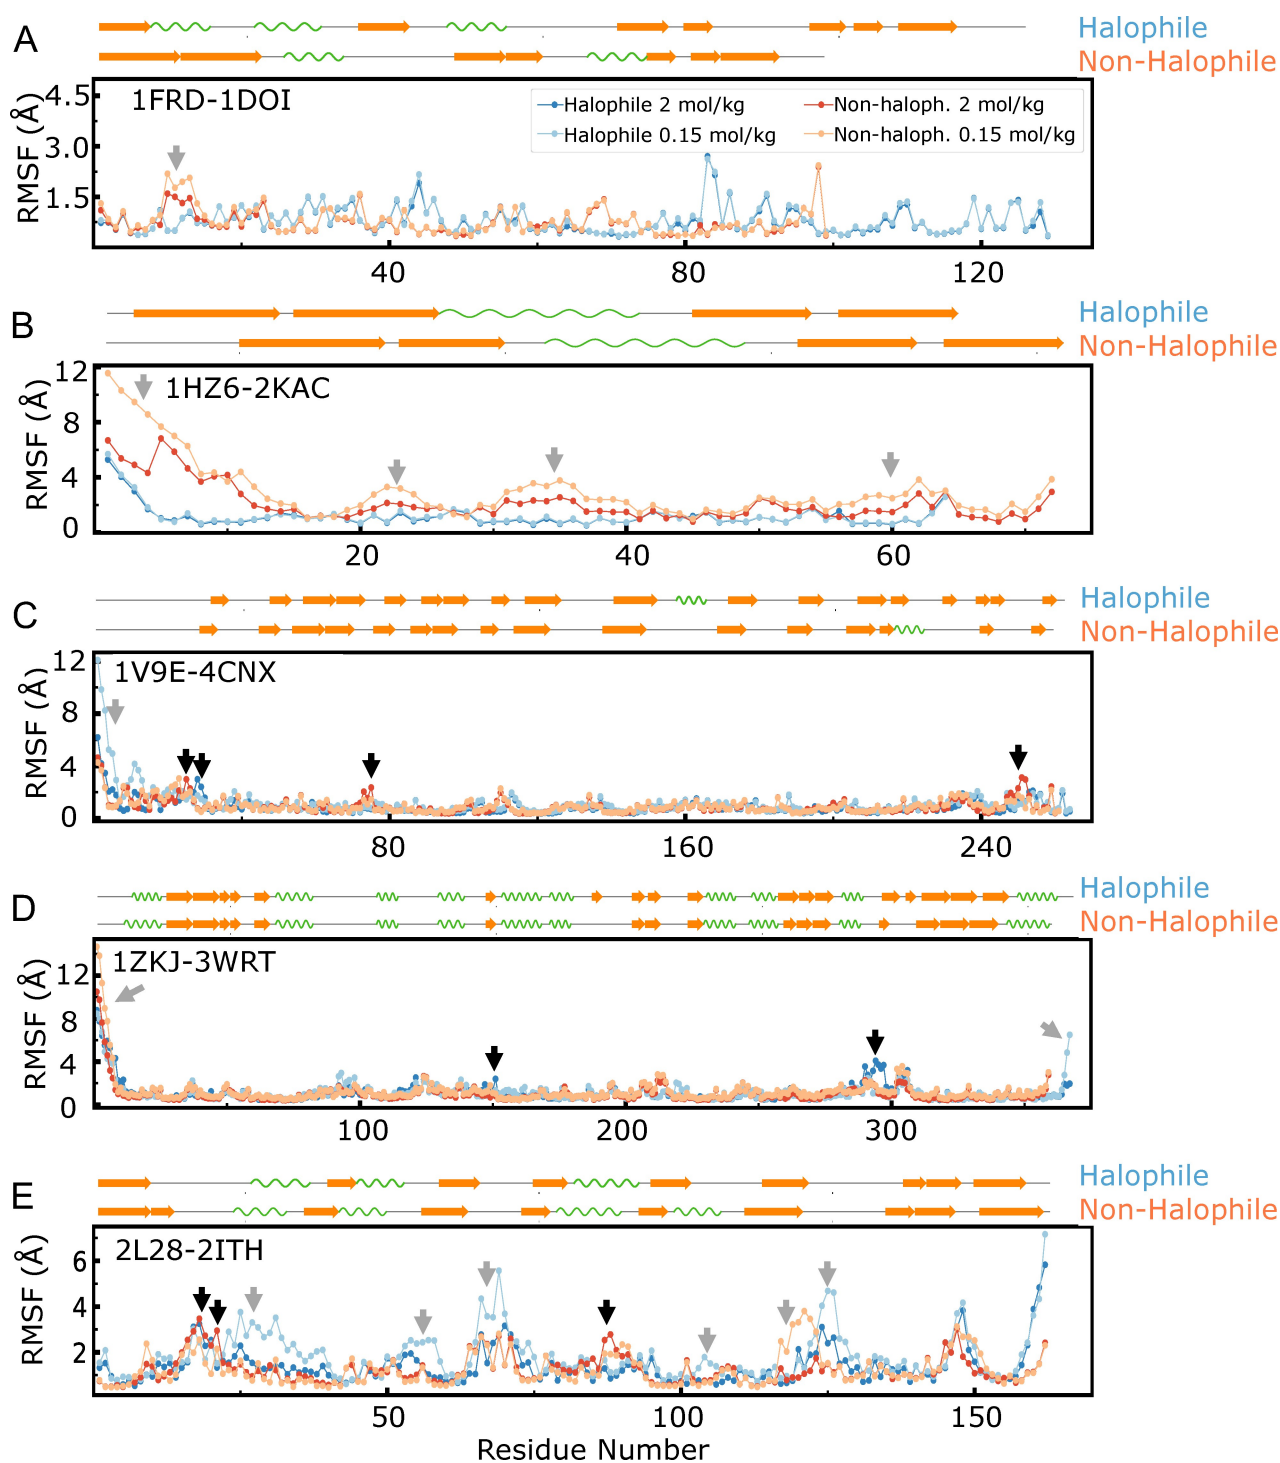 A
Halophile
Non-Halophile
1FRD-1DOI
Halophile 2 mol/kg
Non-haloph. 2 mol/kg
Halophile 0.15 mol/kg
Non-haloph. 0.15 mol/kg
RMSF (Å)
4.5
3.0
1.5
40 80 120
B
Halophile
Non-Halophile
1HZ6-2KAC
RMSF (Å)
12
8
4
0
20 40 60
C
Halophile
Non-Halophile
1V9E-4CNX
RMSF (Å)
12
8
4
0
80 160 240
D
Halophile
Non-Halophile
1ZKJ-3WRT
RMSF (Å)
12
8
4
0
100 200 300
E
Halophile
Non-Halophile
2L28-2ITH
RMSF (Å)
6
4
2
50 100 150
Residue Number